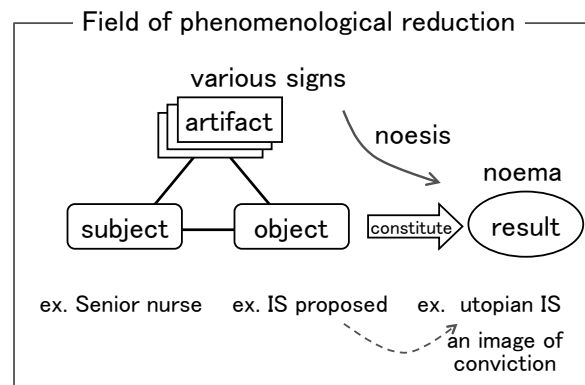 Field of phenomenological reduction
various signs
artifact
noesis
noema
subject
object
constitute
result
ex. Senior nurse
ex. IS proposed
ex. utopian IS
an image of
conviction